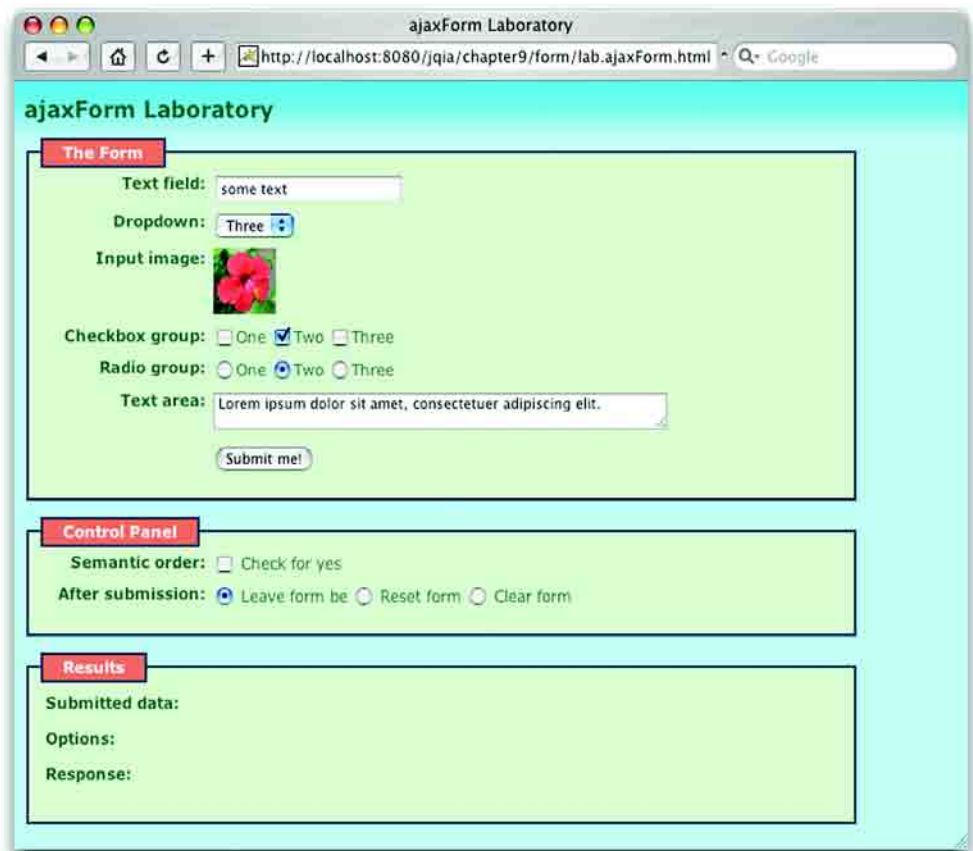 ajaxForm Laboratory
http://localhost:8080/jqia/chapter9/form/lab.ajaxForm.html
Google
ajaxForm Laboratory
The Form
Text field: some text
Dropdown: Three
Input image:
Checkbox group: One Two Three
Radio group: One Two Three
Text area: Lorem ipsum dolor sit amet, consectetuer adipiscing elit.
Submit me!
Control Panel
Semantic order: Check for yes
After submission: Leave form be Reset form Clear form
Results
Submitted data:
Options:
Response: